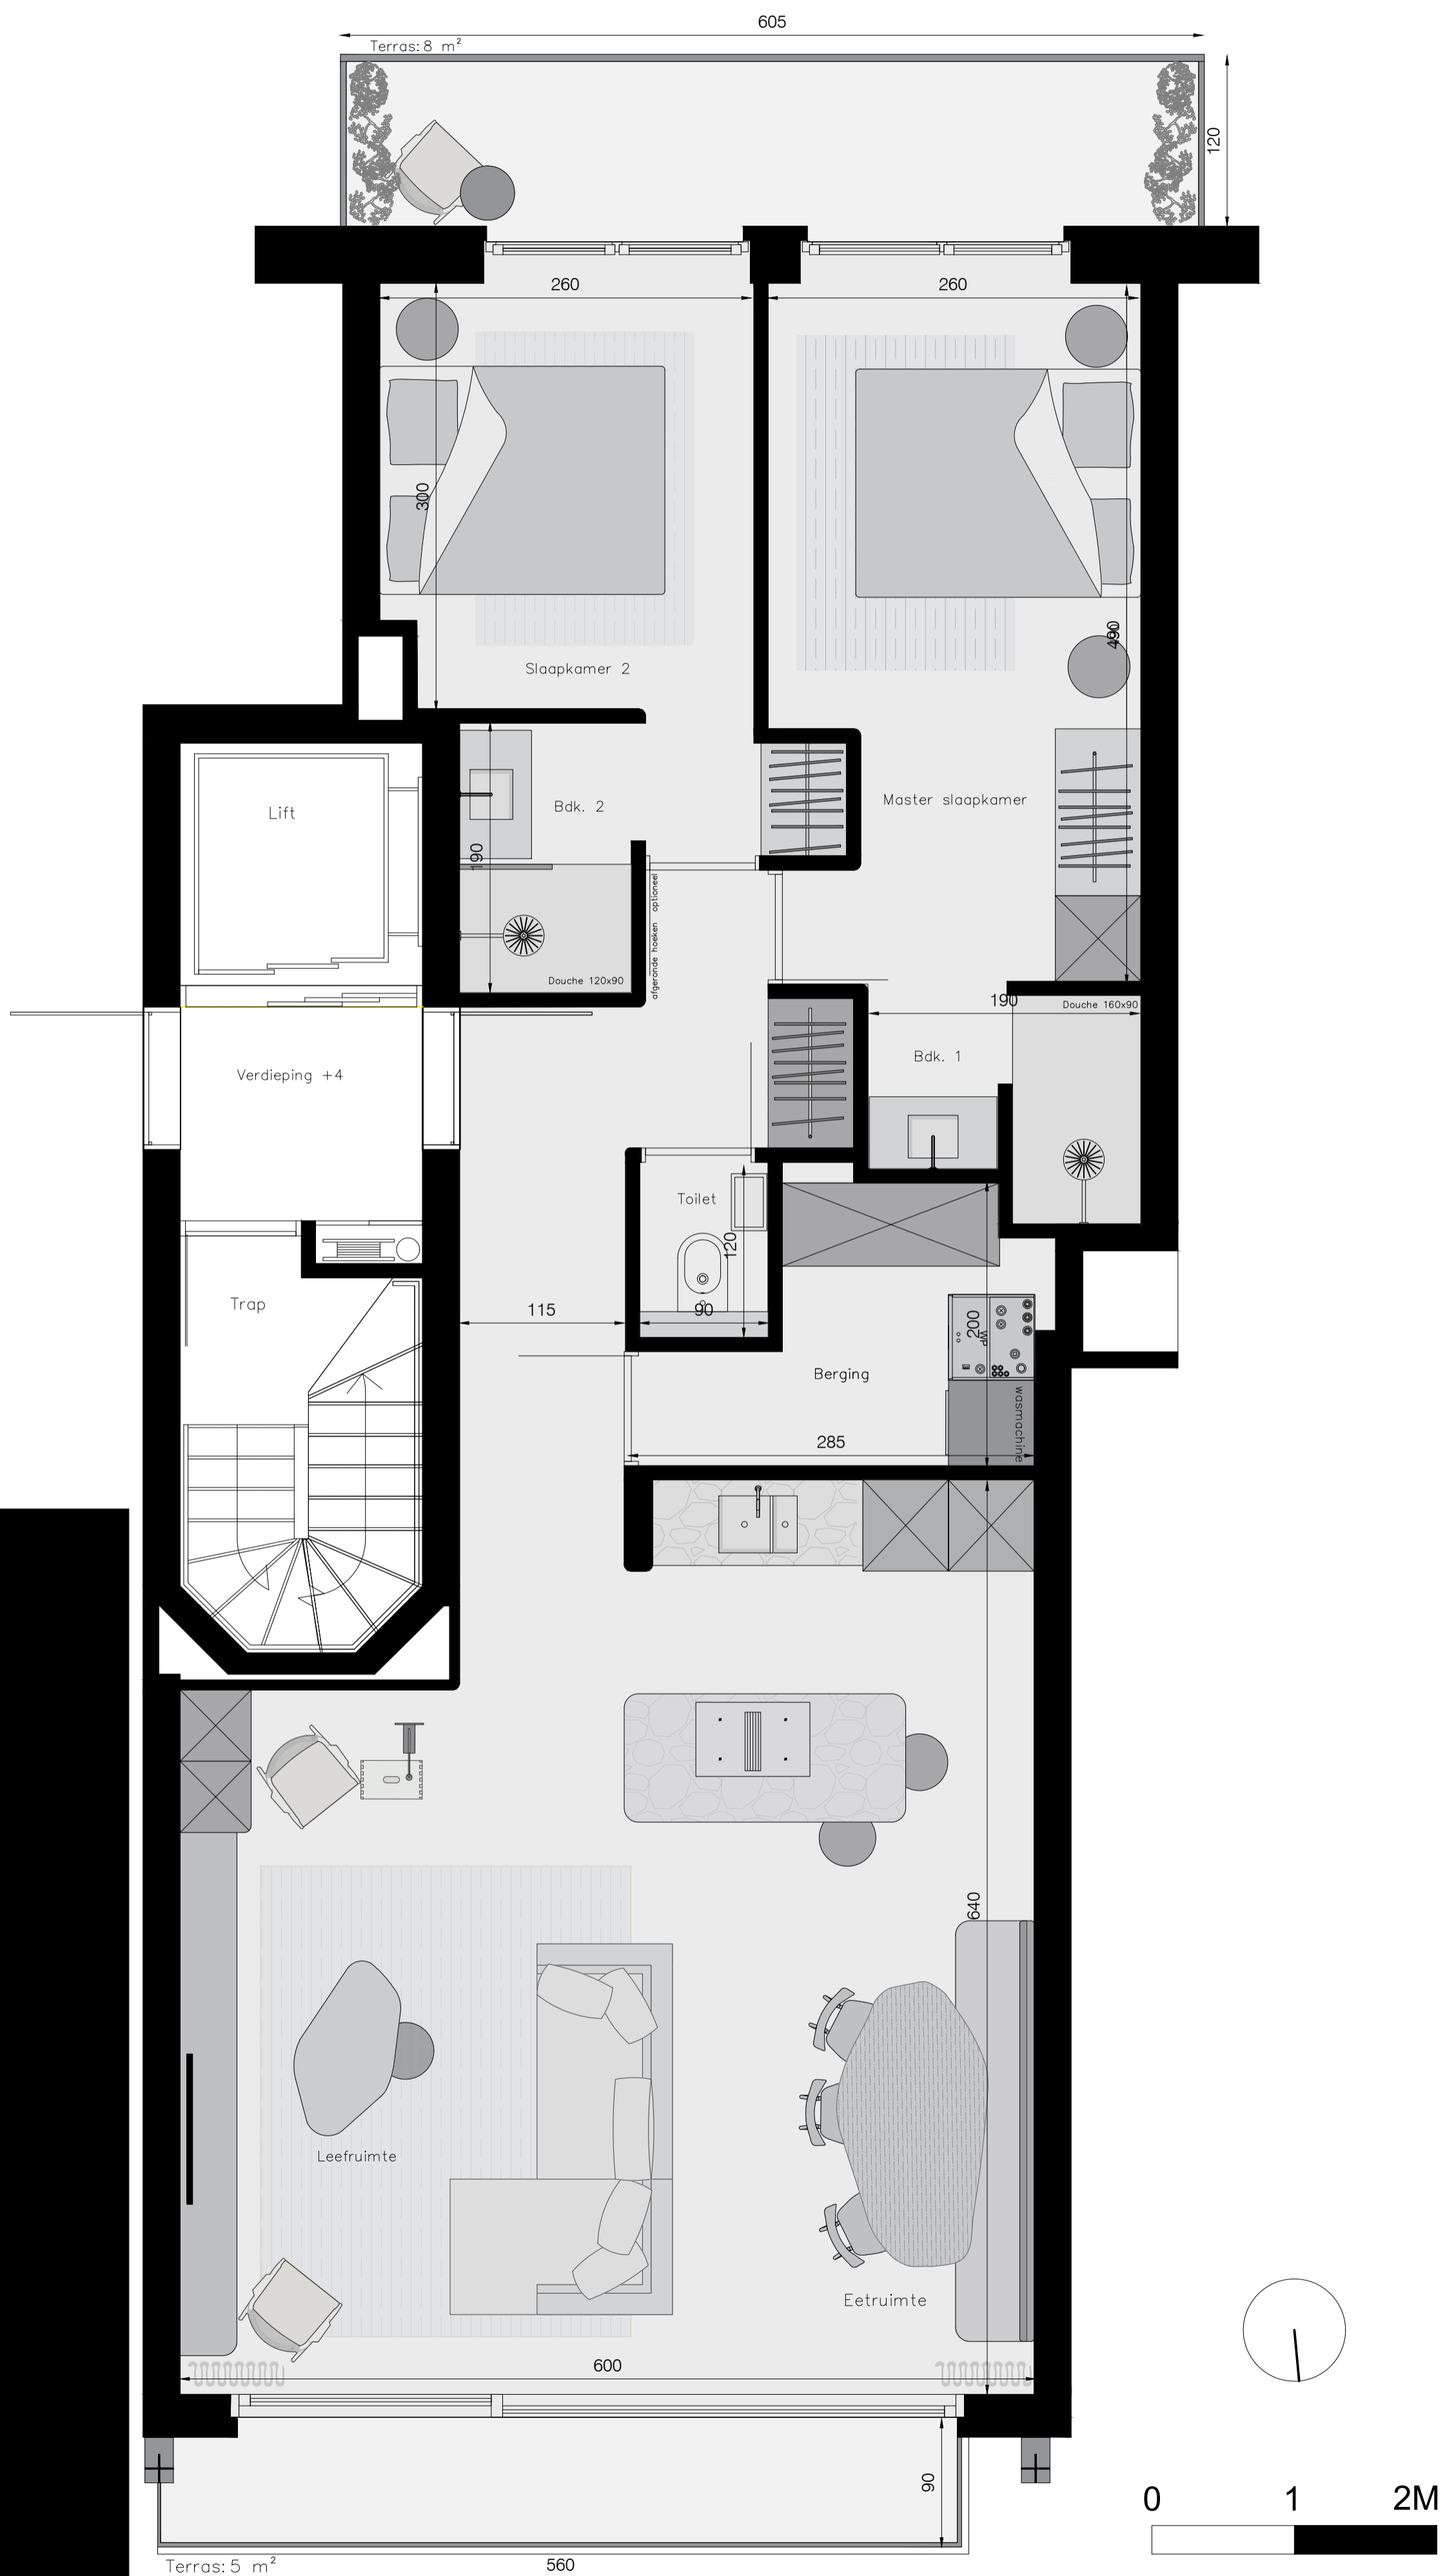 605
Terras: 8 m²
120
260
260
300
490
Slaapkamer 2
Master slaapkamer
Lift
Bdk. 2
190
afgeronde hoeken optioneel
Douche 120x90
190
Douche 160x90
Bdk. 1
Verdieping +4
Toilet
120
Trap
115
90
200
WP
Berging
wasmachine
285
640
Leefruimte
Eetruimte
600
90
0 1 2M
Terras: 5 m²
560